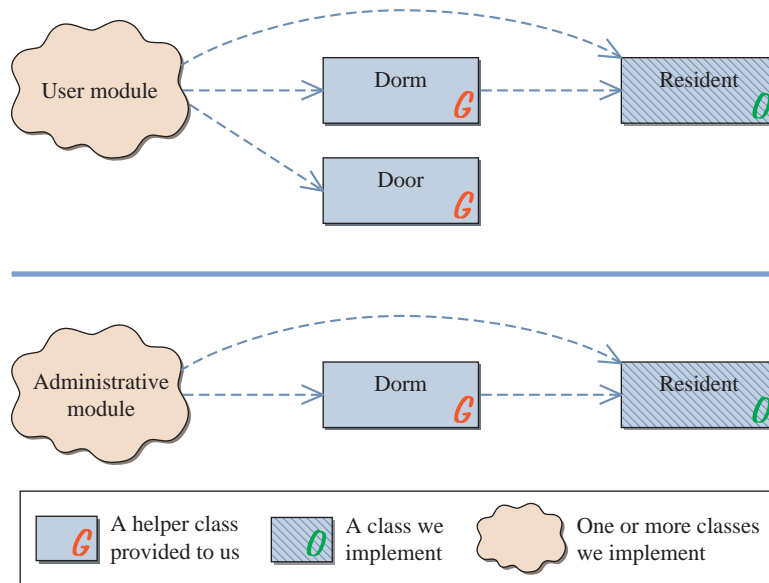 User module
Dorm
G
Resident
O
Door
G
Administrative
module
Dorm
G
Resident
O
G
A helper class
provided to us
O
A class we
implement
One or more classes
we implement